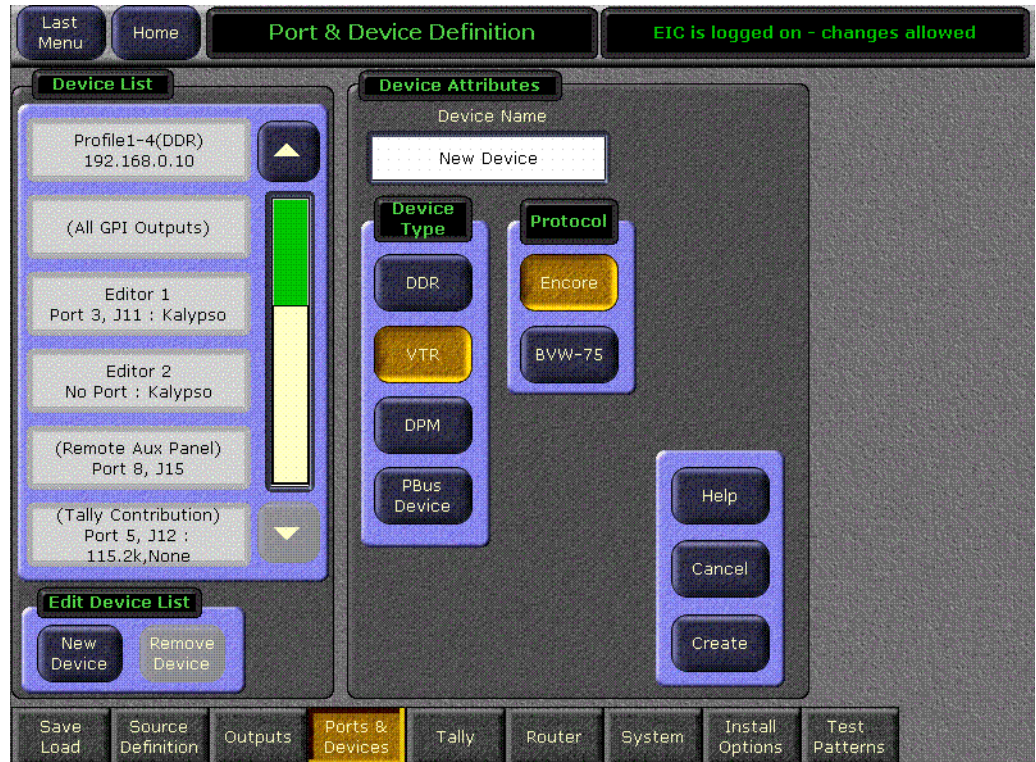 Last
Menu
Home
Port & Device Definition
EIC is logged on - changes allowed
Device List
Profile1-4(DDR)
192.168.0.10
(All GPI Outputs)
Editor 1
Port 3, J11 : Kalypso
Editor 2
No Port : Kalypso
(Remote Aux Panel)
Port 8, J15
(Tally Contribution)
Port 5, J12 :
115.2k,None
Edit Device List
New
Device
Remove
Device
Device Attributes
Device Name
New Device
Device
Type
DDR
VTR
DPM
PBus
Device
Protocol
Encore
BVW-75
Help
Cancel
Create
Save
Load
Source
Definition
Outputs
Ports &
Devices
Tally
Router
System
Install
Options
Test
Patterns